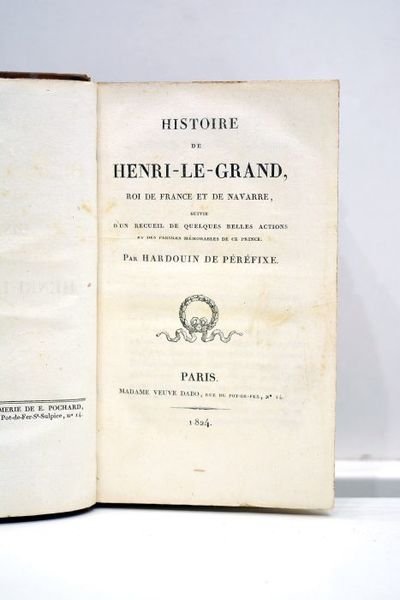 MERIE DE E. POCHARD,
Pot-de-Fer-St-Sulpice, nº 14.
HISTOIRE
DE
HENRI-LE-GRAND,
ROI DE FRANCE ET DE NAVARRE,
SUIVIE
D'UN RECUEIL DE QUELQUES BELLES ACTIONS
ET DES PAROLES MÉMORABLES DE CE PRINCE.
PAR HARDOUIN DE PÉRÉFIXE.
PARIS.
MADAME VEUVE DABO, RUE DU POT-DE-FER, Nº 14.
1824.